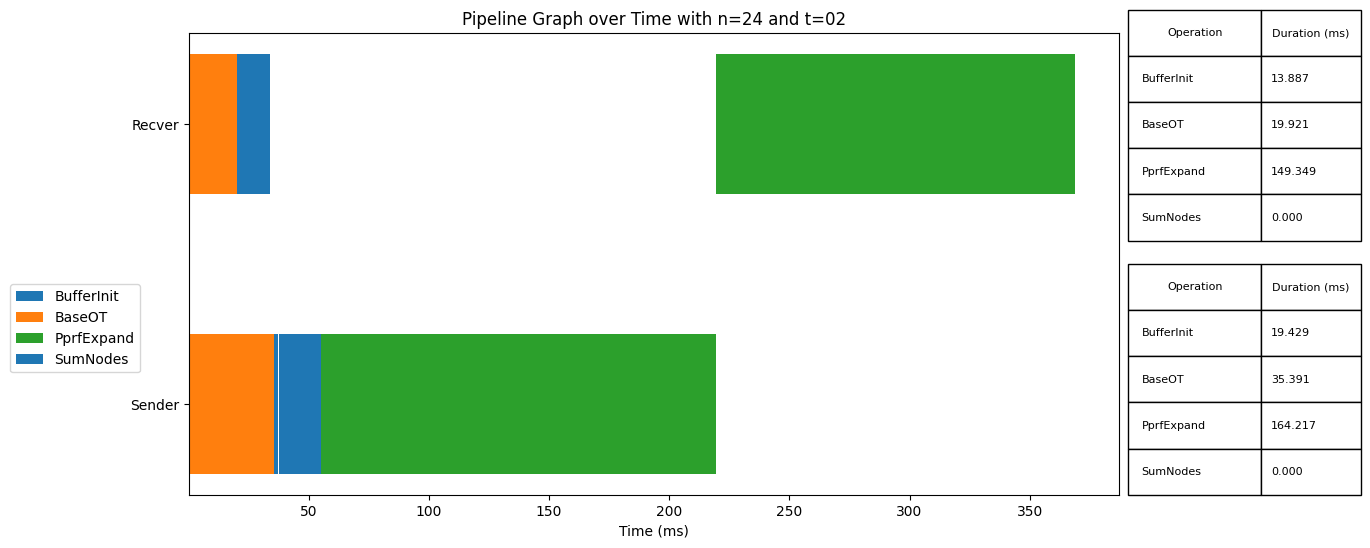 Pipeline Graph over Time with n=24 and t=02
Recver
Sender
BufferInit
BaseOT
PprfExpand
SumNodes
50 100 150 200 250 300 350
Time (ms)
Operation Duration (ms)
BufferInit 13.887
BaseOT 19.921
PprfExpand 149.349
SumNodes 0.000
Operation Duration (ms)
BufferInit 19.429
BaseOT 35.391
PprfExpand 164.217
SumNodes 0.000